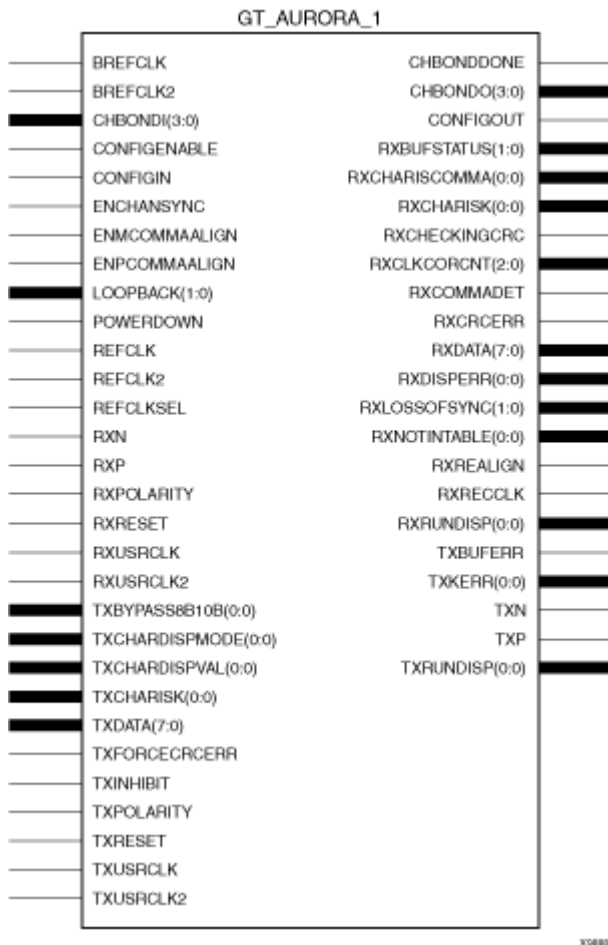 GT_AURORA_1
BREFCLK
BREFCLK2
CHBONDI(3:0)
CONFIGENABLE
CONFIGIN
ENCHANSYNC
ENMCOMMAALIGN
ENPCOMMAALIGN
LOOPBACK(1:0)
POWERDOWN
REFCLK
REFCLK2
REFCLKSEL
RXN
RXP
RXPOLARITY
RXRESET
RXUSRCLK
RXUSRCLK2
TXBYPASS8B10B(0:0)
TXCHARDISPMODE(0:0)
TXCHARDISPVAL(0:0)
TXCHARISK(0:0)
TXDATA(7:0)
TXFORCECRCERR
TXINHIBIT
TXPOLARITY
TXRESET
TXUSRCLK
TXUSRCLK2
CHBONDDONE
CHBONDO(3:0)
CONFIGOUT
RXBUFSTATUS(1:0)
RXCHARISCOMMA(0:0)
RXCHARISK(0:0)
RXCHECKINGCRC
RXCLKCORCNT(2:0)
RXCOMMADET
RXCRCERR
RXDATA(7:0)
RXDISPERR(0:0)
RXLOSSOFSYNC(1:0)
RXNOTINTABLE(0:0)
RXREALIGN
RXRECCLK
RXRUNDISP(0:0)
TXBUFERR
TXKERR(0:0)
TXN
TXP
TXRUNDISP(0:0)